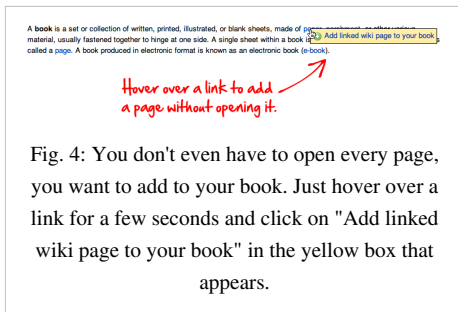 A book is a set or collection of written, printed, illustrated, or blank sheets, made of
Add linked wiki page to your book
material, usually fastened together to hinge at one side. A single sheet within a book
called a page. A book produced in electronic format is known as an electronic book (e-book).
Hover over a link to add
a page without opening it.
Fig. 4: You don't even have to open every page,
you want to add to your book. Just hover over a
link for a few seconds and click on "Add linked
wiki page to your book" in the yellow box that
appears.